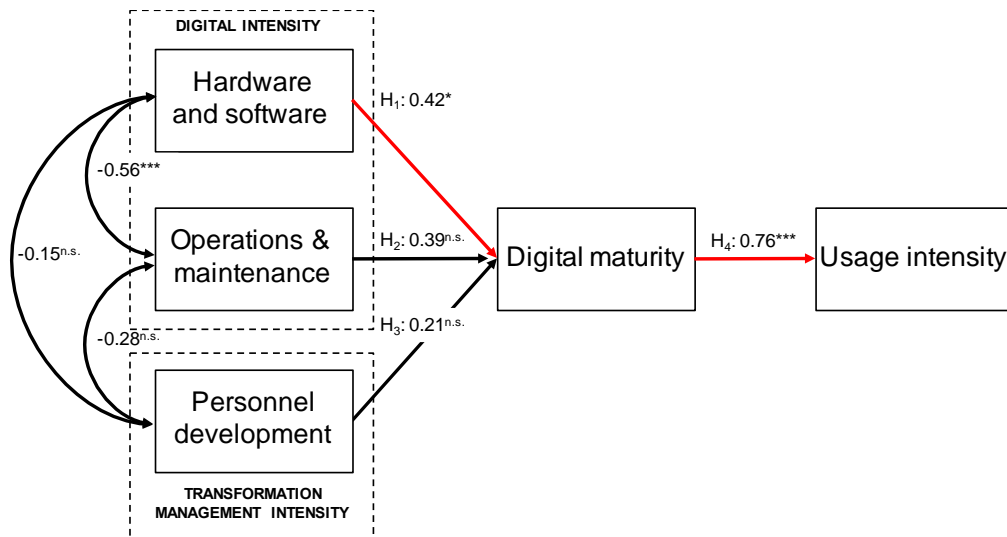 DIGITAL INTENSITY
Hardware
and software
H₁: 0.42*
-0.56***
-0.15ⁿ·ˢ·
Operations &
maintenance
H₂: 0.39ⁿ·ˢ·
Digital maturity
H₄: 0.76***
Usage intensity
H₃: 0.21ⁿ·ˢ·
-0.28ⁿ·ˢ·
Personnel
development
TRANSFORMATION
MANAGEMENT INTENSITY